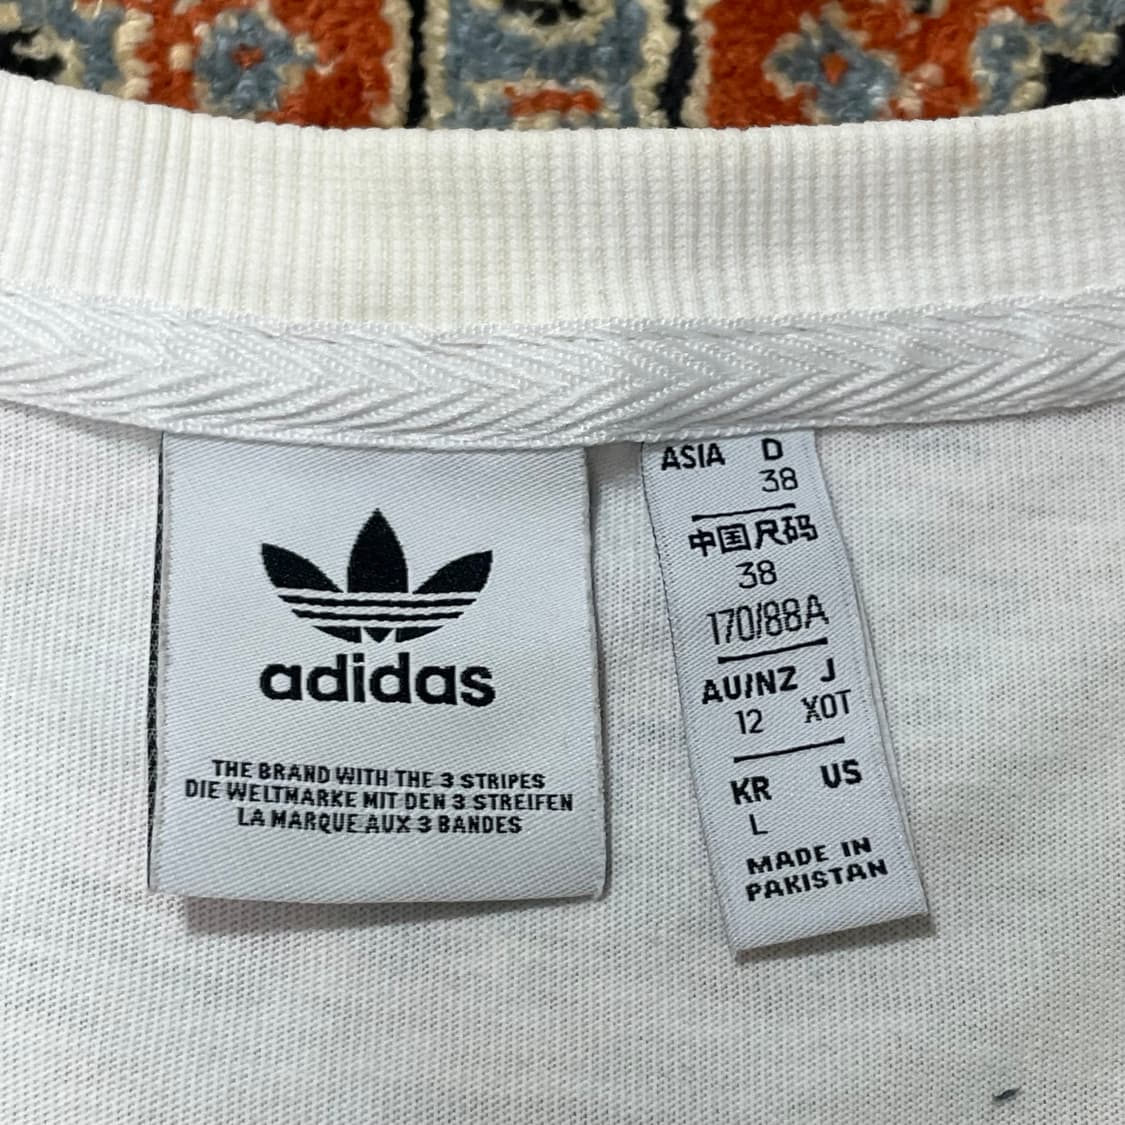 adidas
THE BRAND WITH THE 3 STRIPES
DIE WELTMARKE MIT DEN 3 STREIFEN
LA MARQUE AUX 3 BANDES
ASIA D
38
中国尺码
38
170/88A
AU/NZ J
12 XOT
KR US
L
MADE IN
PAKISTAN